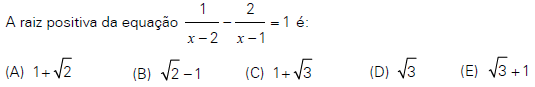 A raiz positiva da equação 1/(x−2) − 2/(x−1) = 1 é:
(A) 1+√2 (B) √2−1 (C) 1+√3 (D) √3 (E) √3+1